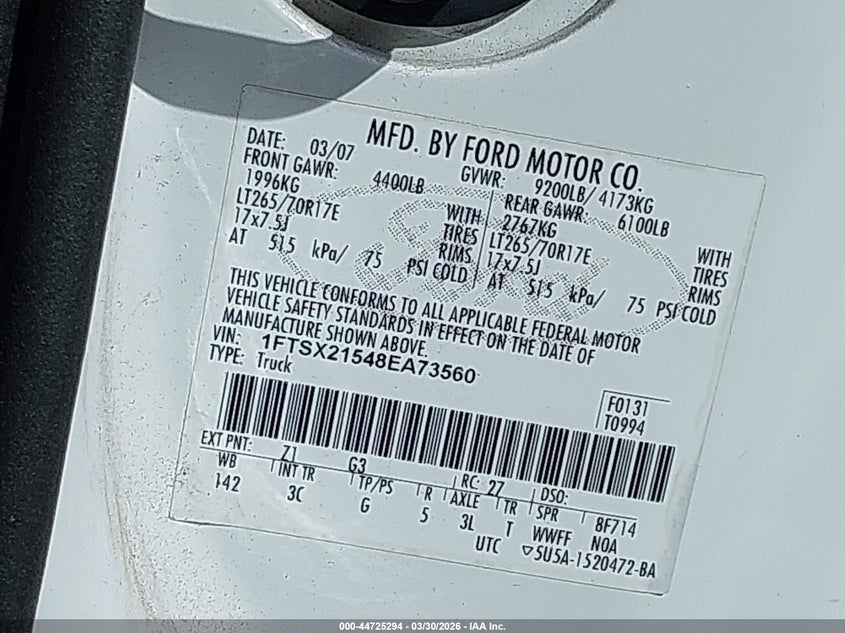 MFD. BY FORD MOTOR CO.
DATE: 03/07 GVWR: 9200LB/ 4173KG
FRONT GAWR: 4400LB REAR GAWR: 6100LB
1996KG WITH 2767KG WITH
LT265/70R17E TIRES LT265/70R17E TIRES
17x7.5J RIMS 17x7.5J RIMS
AT 515 kPa/ 75 PSI COLD AT 515 kPa/ 75 PSI COLD
THIS VEHICLE CONFORMS TO ALL APPLICABLE FEDERAL MOTOR
VEHICLE SAFETY STANDARDS IN EFFECT ON THE DATE OF
MANUFACTURE SHOWN ABOVE.
VIN: 1FTSX21548EA73560
TYPE: Truck
F0131
T0994
EXT PNT: Z1 G3 RC: 27 DSO:
WB INT TR TP/PS R AXLE TR SPR 8F714
142 3C G 5 3L T WWFF N0A
UTC ▽5U5A-1520472-BA
000-44725294 - 03/30/2026 - IAA Inc.